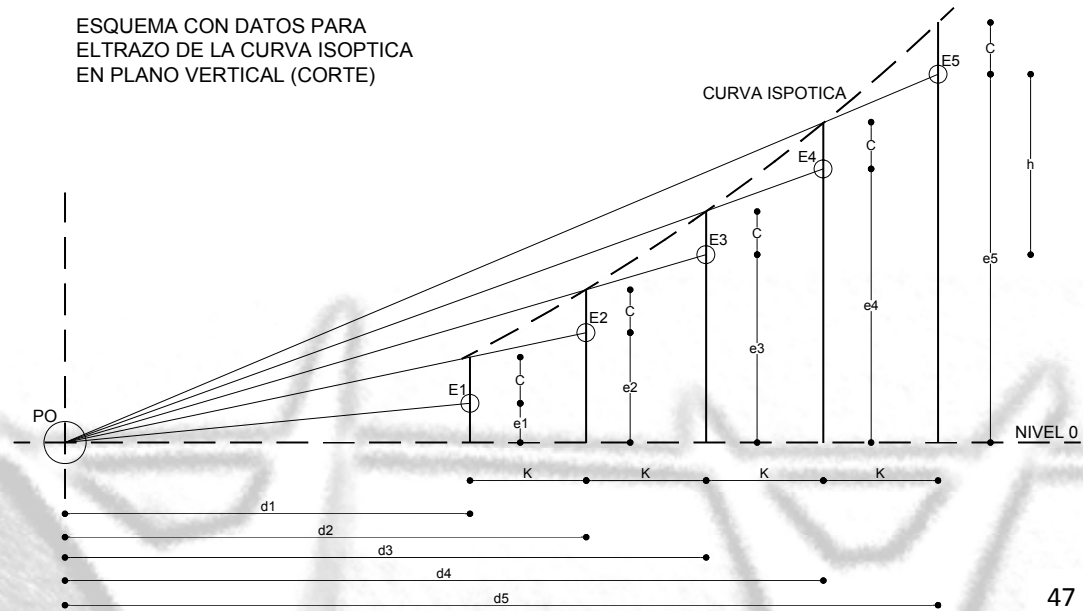 ESQUEMA CON DATOS PARA
ELTRAZO DE LA CURVA ISOPTICA
EN PLANO VERTICAL (CORTE)
C
E5
CURVA ISPOTICA
C
E4
h
C
E3
e5
e4
C
E2
e3
C
E1
e2
e1
PO
NIVEL 0
K K K K
d1
d2
d3
d4
d5
47